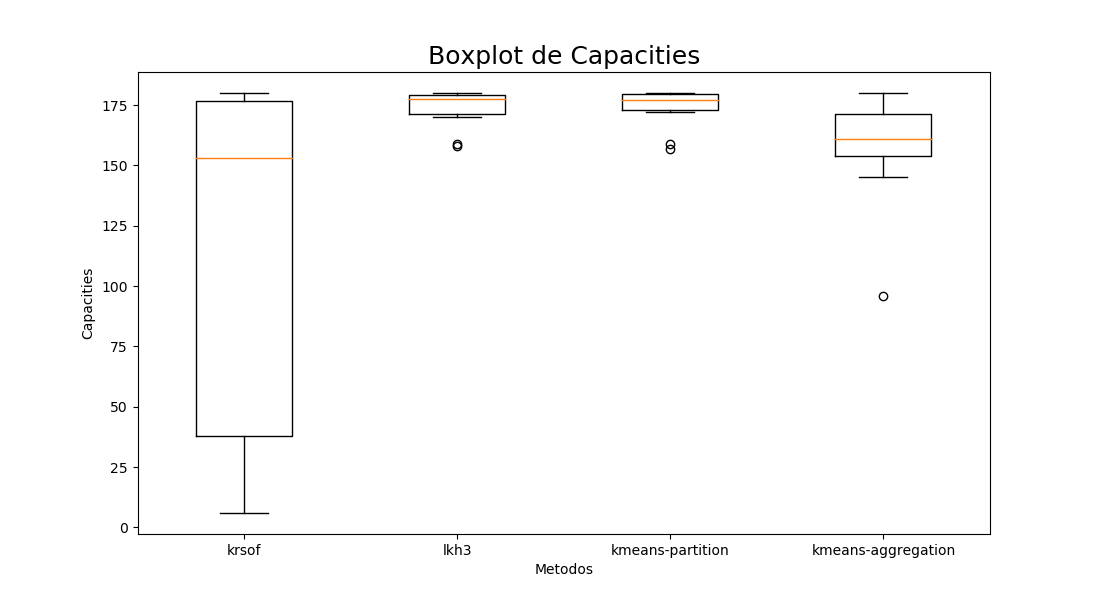 Boxplot de Capacities
Capacities
175
150
125
100
75
50
25
0
krsof
lkh3
kmeans-partition
kmeans-aggregation
Metodos